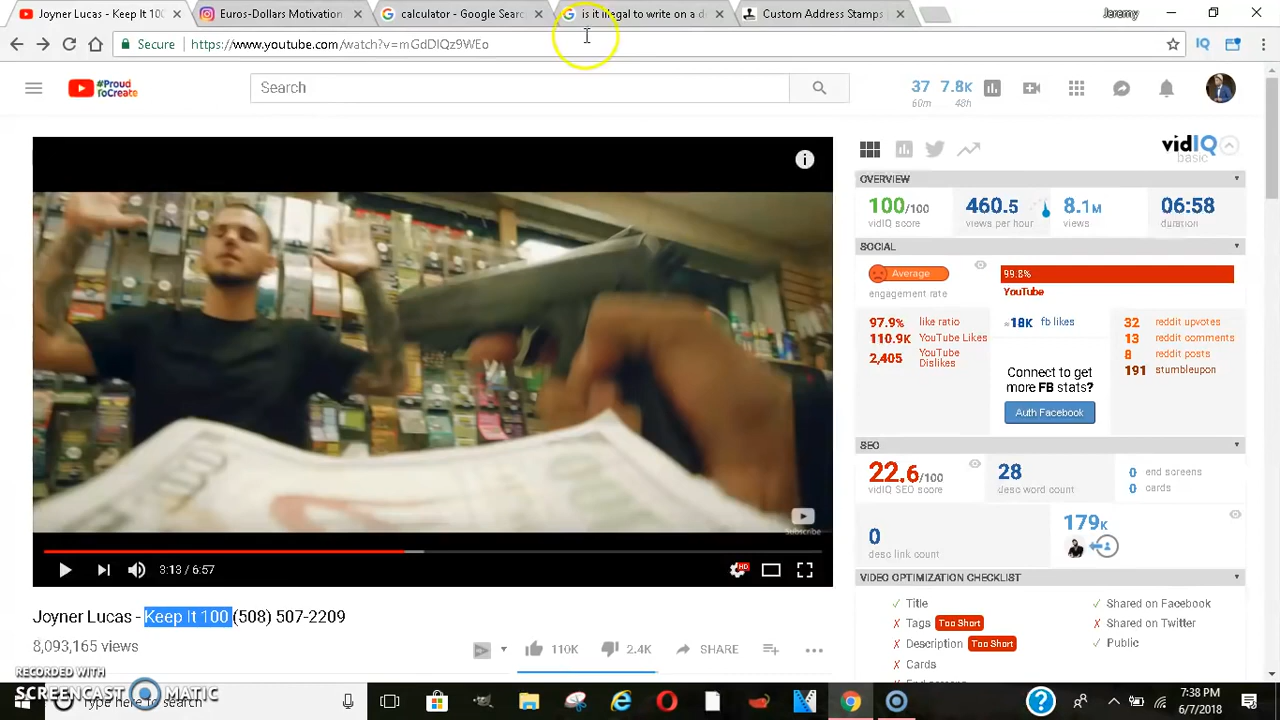 Joyner Lucas - Keep It 100
Euros-Dollars Motivation
calculator - Google Searc
is it illegal to write on a d
Custom Address Stamps |
Jeremy
Secure
https://www.youtube.com/watch?v=mGdDIQz9WEo
IQ
#Proud
ToCreate
Search
37 7.8K
60m 48h
vidIQ
basic
OVERVIEW
100/100
vidIQ score
460.5
views per hour
8.1M
views
06:58
duration
SOCIAL
Average
engagement rate
99.8%
YouTube
97.9% like ratio
110.9K YouTube Likes
2,405 YouTube
Dislikes
≈18K fb likes
Connect to get
more FB stats?
Auth Facebook
32 reddit upvotes
13 reddit comments
8 reddit posts
191 stumbleupon
SEO
22.6/100
vidIQ SEO score
28
desc word count
0 end screens
0 cards
0
desc link count
179K
VIDEO OPTIMIZATION CHECKLIST
✓ Title
✗ Tags Too Short
✗ Description Too Short
✗ Cards
✓ Shared on Facebook
✗ Shared on Twitter
✓ Public
Subscribe
3:13 / 6:57
HD
Joyner Lucas - Keep It 100 (508) 507-2209
8,093,165 views
110K
2.4K
SHARE
RECORDED WITH
SCREENCAST MATIC
Type here to search
7:38 PM
6/7/2018